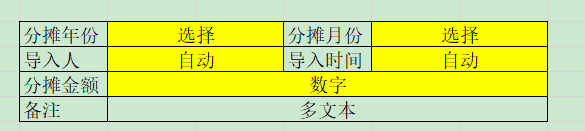 分摊年份 选择 分摊月份 选择
导入人 自动 导入时间 自动
分摊金额 数字
备注 多文本